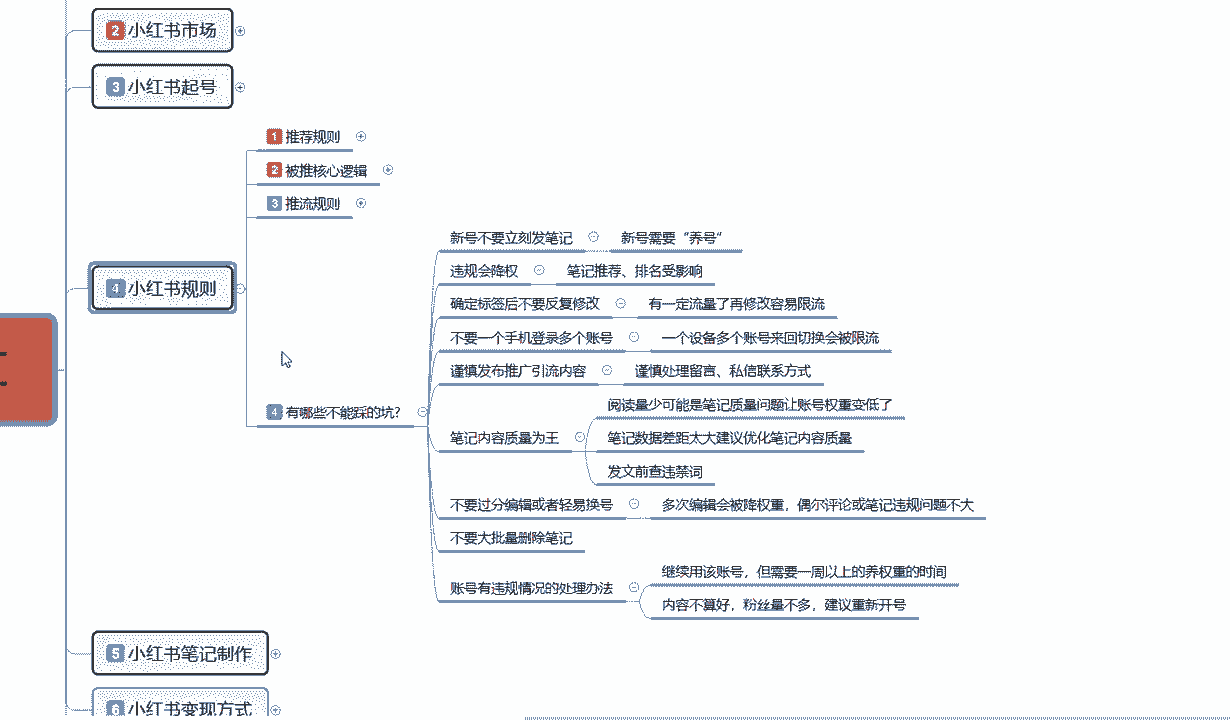 2 小红书市场
3 小红书起号
1 推荐规则
2 被推核心逻辑
3 推流规则
新号不要立刻发笔记 新号需要“养号”
违规会降权 笔记推荐、排名受影响
4 小红书规则
确定标签后不要反复修改 有一定流量了再修改容易限流
不要一个手机登录多个账号 一个设备多个账号来回切换会被限流
谨慎发布推广引流内容 谨慎处理留言、私信联系方式
4 有哪些不能踩的坑？
阅读量少可能是笔记质量问题让账号权重变低了
笔记内容质量为王 笔记数据差距太大建议优化笔记内容质量
发文前查违禁词
不要过分编辑或者轻易换号 多次编辑会被降权重，偶尔评论或笔记违规问题不大
不要大批量删除笔记
继续用该账号，但需要一周以上的养权重的时间
账号有违规情况的处理办法
内容不算好，粉丝量不多，建议重新开号
5 小红书笔记制作
6 小红书变现方式